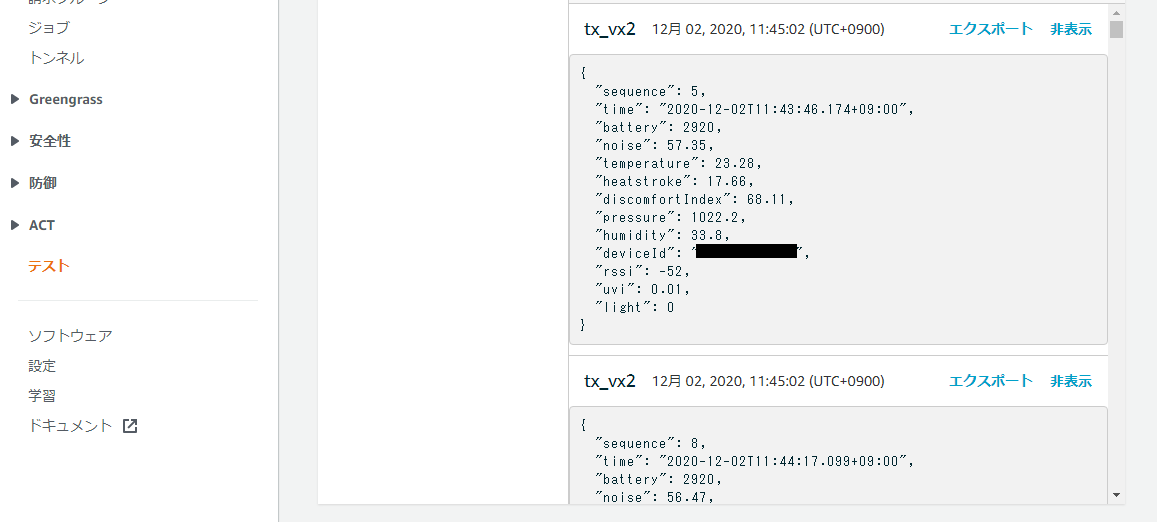 ジョブ
トンネル
Greengrass
安全性
防御
ACT
テスト
ソフトウェア
設定
学習
ドキュメント
tx_vx2 12月 02, 2020, 11:45:02 (UTC+0900) エクスポート 非表示
{
"sequence": 5,
"time": "2020-12-02T11:43:46.174+09:00",
"battery": 2920,
"noise": 57.35,
"temperature": 23.28,
"heatstroke": 17.66,
"discomfortIndex": 68.11,
"pressure": 1022.2,
"humidity": 33.8,
"deviceId": "",
"rssi": -52,
"uvi": 0.01,
"light": 0
}
tx_vx2 12月 02, 2020, 11:45:02 (UTC+0900) エクスポート 非表示
{
"sequence": 8,
"time": "2020-12-02T11:44:17.099+09:00",
"battery": 2920,
"noise": 56.47,